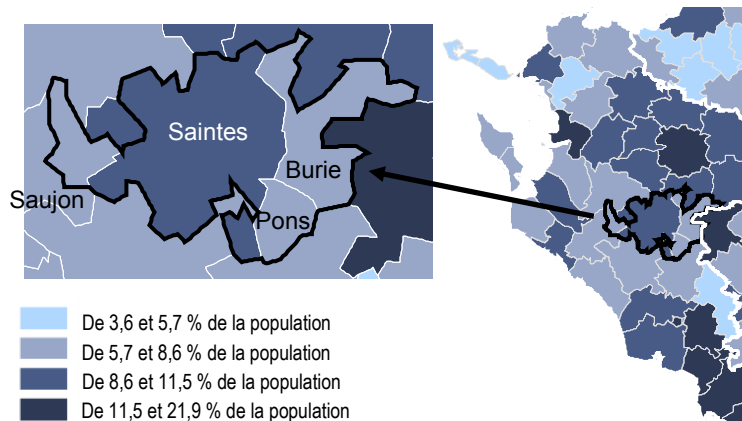 Saintes
Burie
Saujon
Pons
De 3,6 et 5,7 % de la population
De 5,7 et 8,6 % de la population
De 8,6 et 11,5 % de la population
De 11,5 et 21,9 % de la population